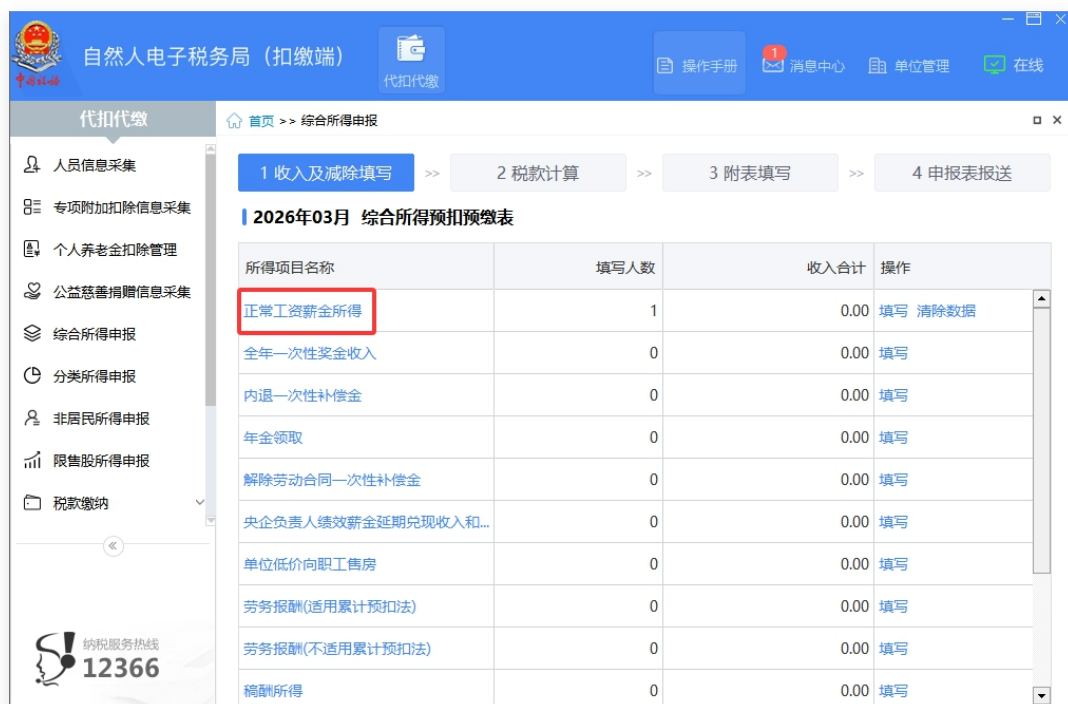 自然人电子税务局（扣缴端）
代扣代缴
操作手册
1
消息中心
单位管理
在线
中国税务
代扣代缴
首页 >> 综合所得申报
人员信息采集
专项附加扣除信息采集
个人养老金扣除管理
公益慈善捐赠信息采集
综合所得申报
分类所得申报
非居民所得申报
限售股所得申报
税款缴纳
纳税服务热线
12366
1 收入及减除填写 >> 2 税款计算 >> 3 附表填写 >> 4 申报表报送
2026年03月 综合所得预扣预缴表
所得项目名称 填写人数 收入合计 操作
正常工资薪金所得 1 0.00 填写 清除数据
全年一次性奖金收入 0 0.00 填写
内退一次性补偿金 0 0.00 填写
年金领取 0 0.00 填写
解除劳动合同一次性补偿金 0 0.00 填写
央企负责人绩效薪金延期兑现收入和... 0 0.00 填写
单位低价向职工售房 0 0.00 填写
劳务报酬(适用累计预扣法) 0 0.00 填写
劳务报酬(不适用累计预扣法) 0 0.00 填写
稿酬所得 0 0.00 填写